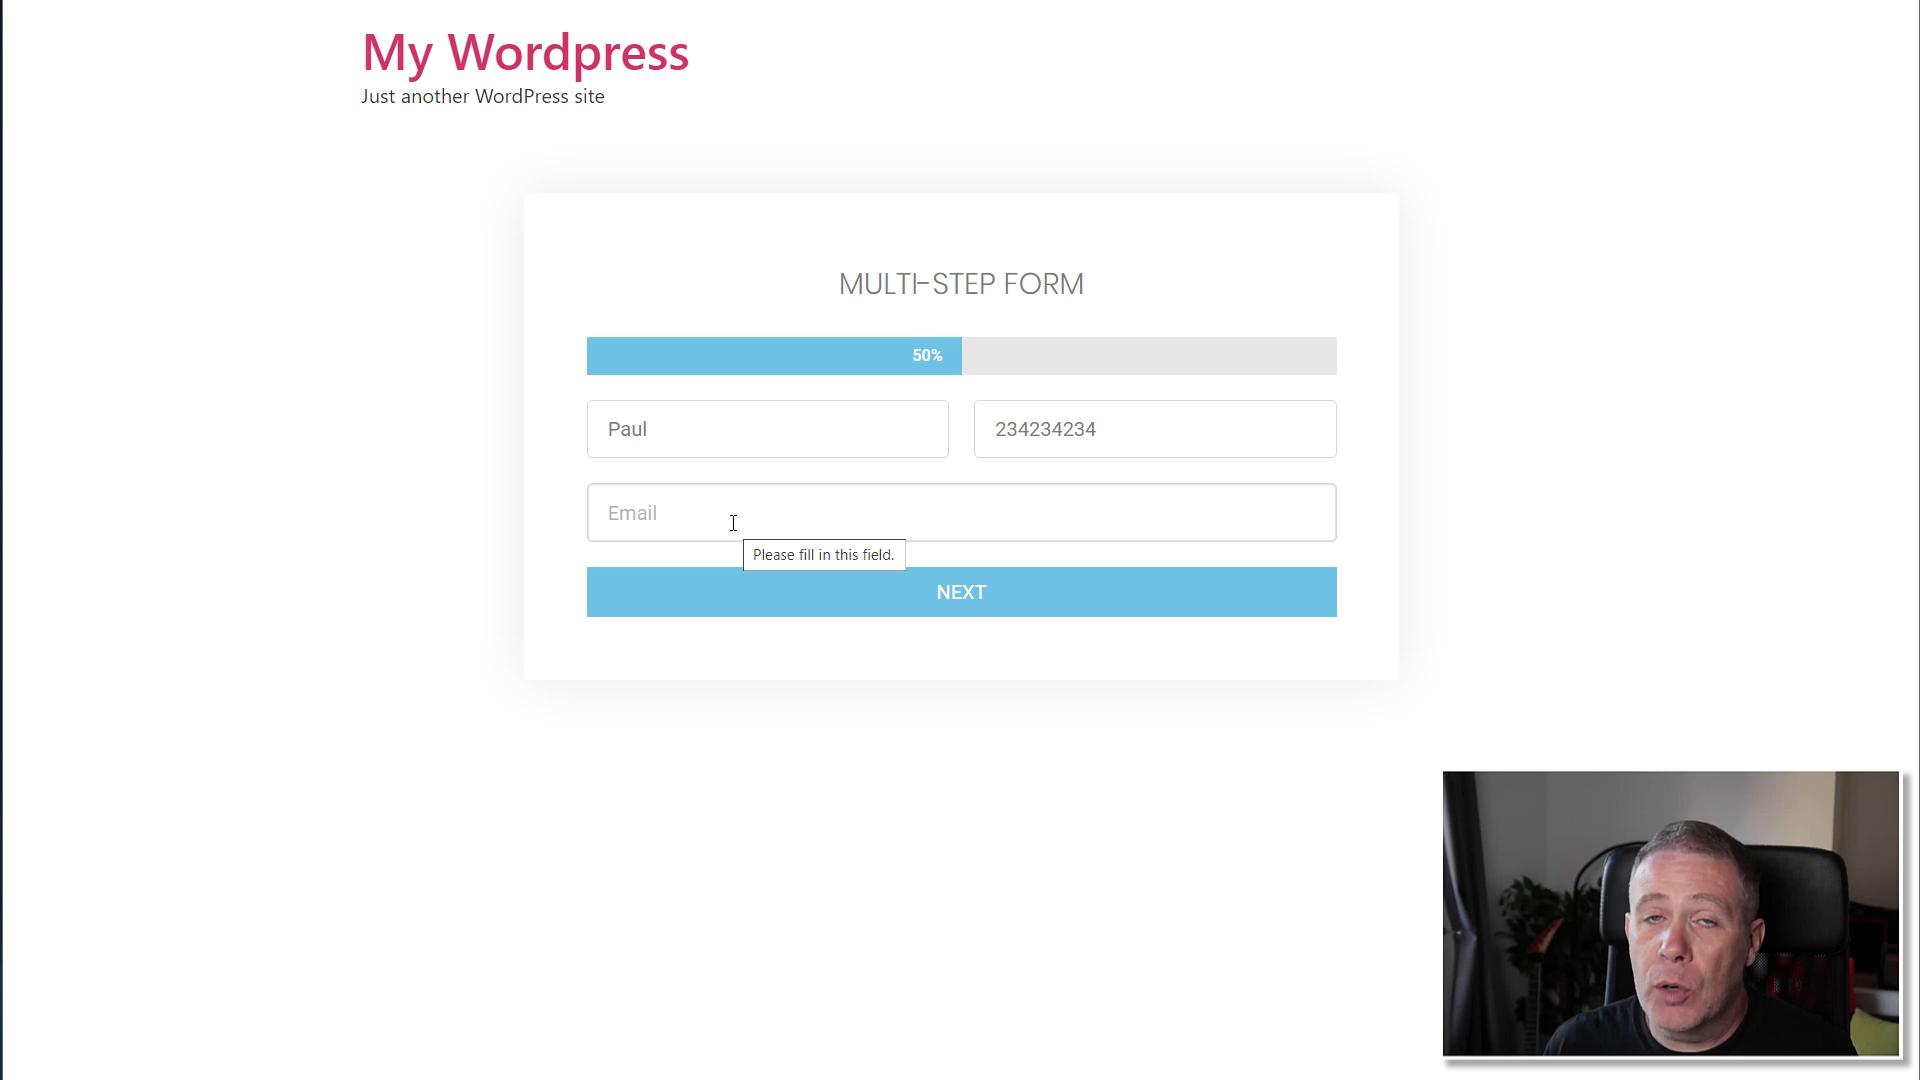 My Wordpress
Just another WordPress site
MULTI-STEP FORM
50%
Paul
234234234
Email
Please fill in this field.
NEXT